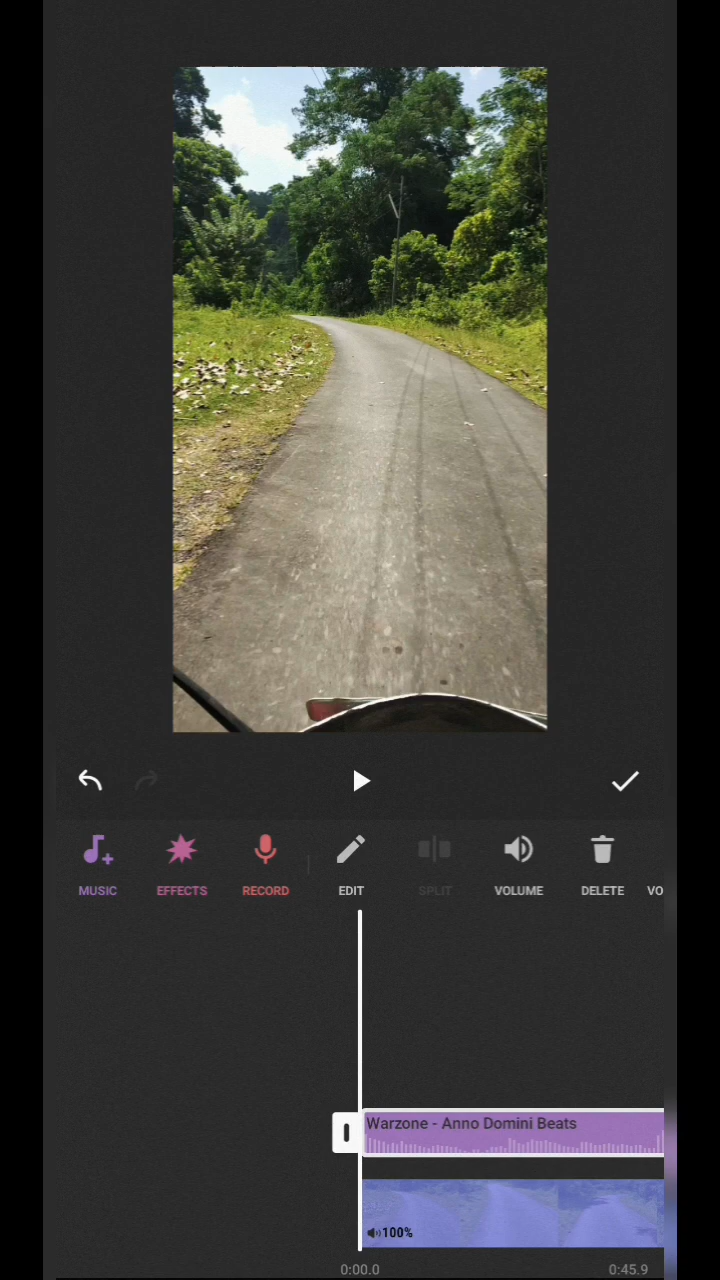 MUSIC EFFECTS RECORD EDIT SPLIT VOLUME DELETE VO
Warzone - Anno Domini Beats
100%
0:00.0 0:45.9